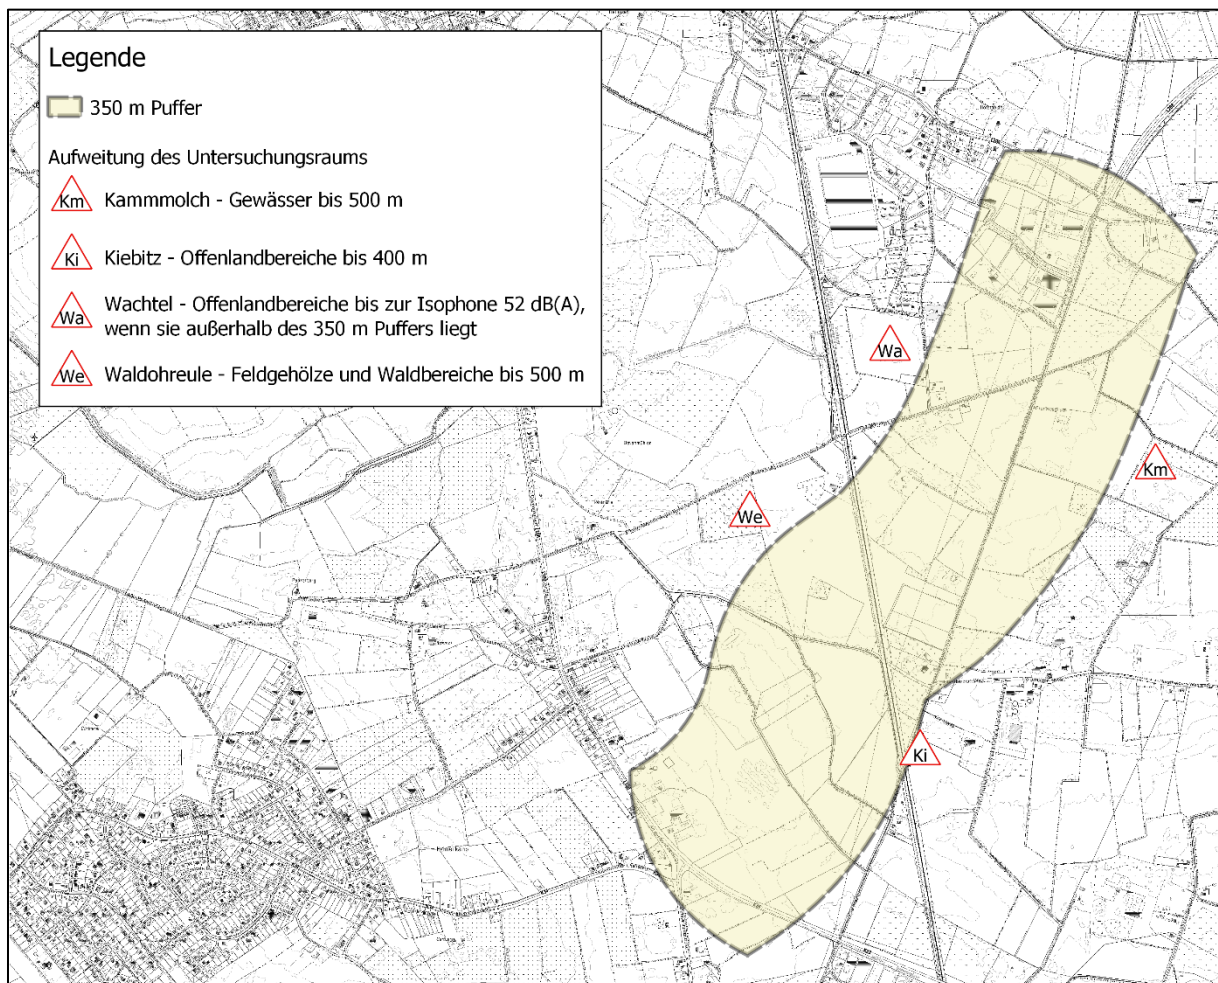 Legende
350 m Puffer
Aufweitung des Untersuchungsraums
Km Kammmolch - Gewässer bis 500 m
Ki Kiebitz - Offenlandbereiche bis 400 m
Wa Wachtel - Offenlandbereiche bis zur Isophone 52 dB(A),
wenn sie außerhalb des 350 m Puffers liegt
We Waldohreule - Feldgehölze und Waldbereiche bis 500 m
Wa
Km
We
Ki